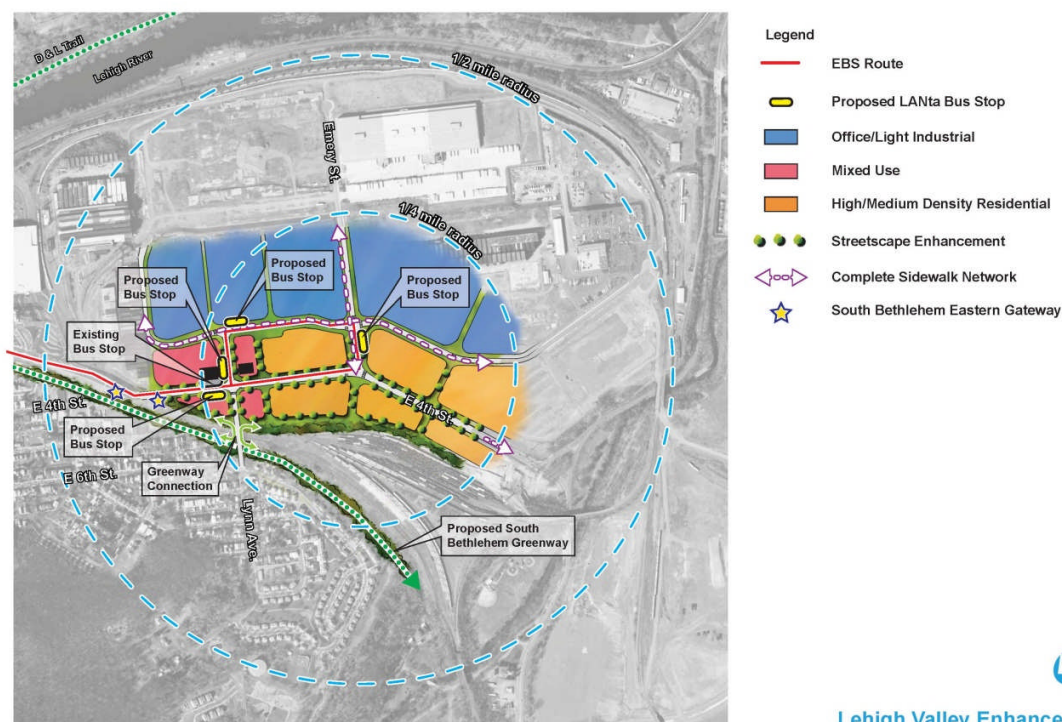 D & L Trail
Lehigh River
1/2 mile radius
Emery St.
1/4 mile radius
Proposed
Bus Stop
Proposed
Bus Stop
Proposed
Bus Stop
Existing
Bus Stop
E 4th St.
E 4th St.
Proposed
Bus Stop
E 6th St.
Greenway
Connection
Lynn Ave.
Proposed South
Bethlehem Greenway
Legend
EBS Route
Proposed LANta Bus Stop
Office/Light Industrial
Mixed Use
High/Medium Density Residential
Streetscape Enhancement
Complete Sidewalk Network
South Bethlehem Eastern Gateway
Lehigh Valley Enhance